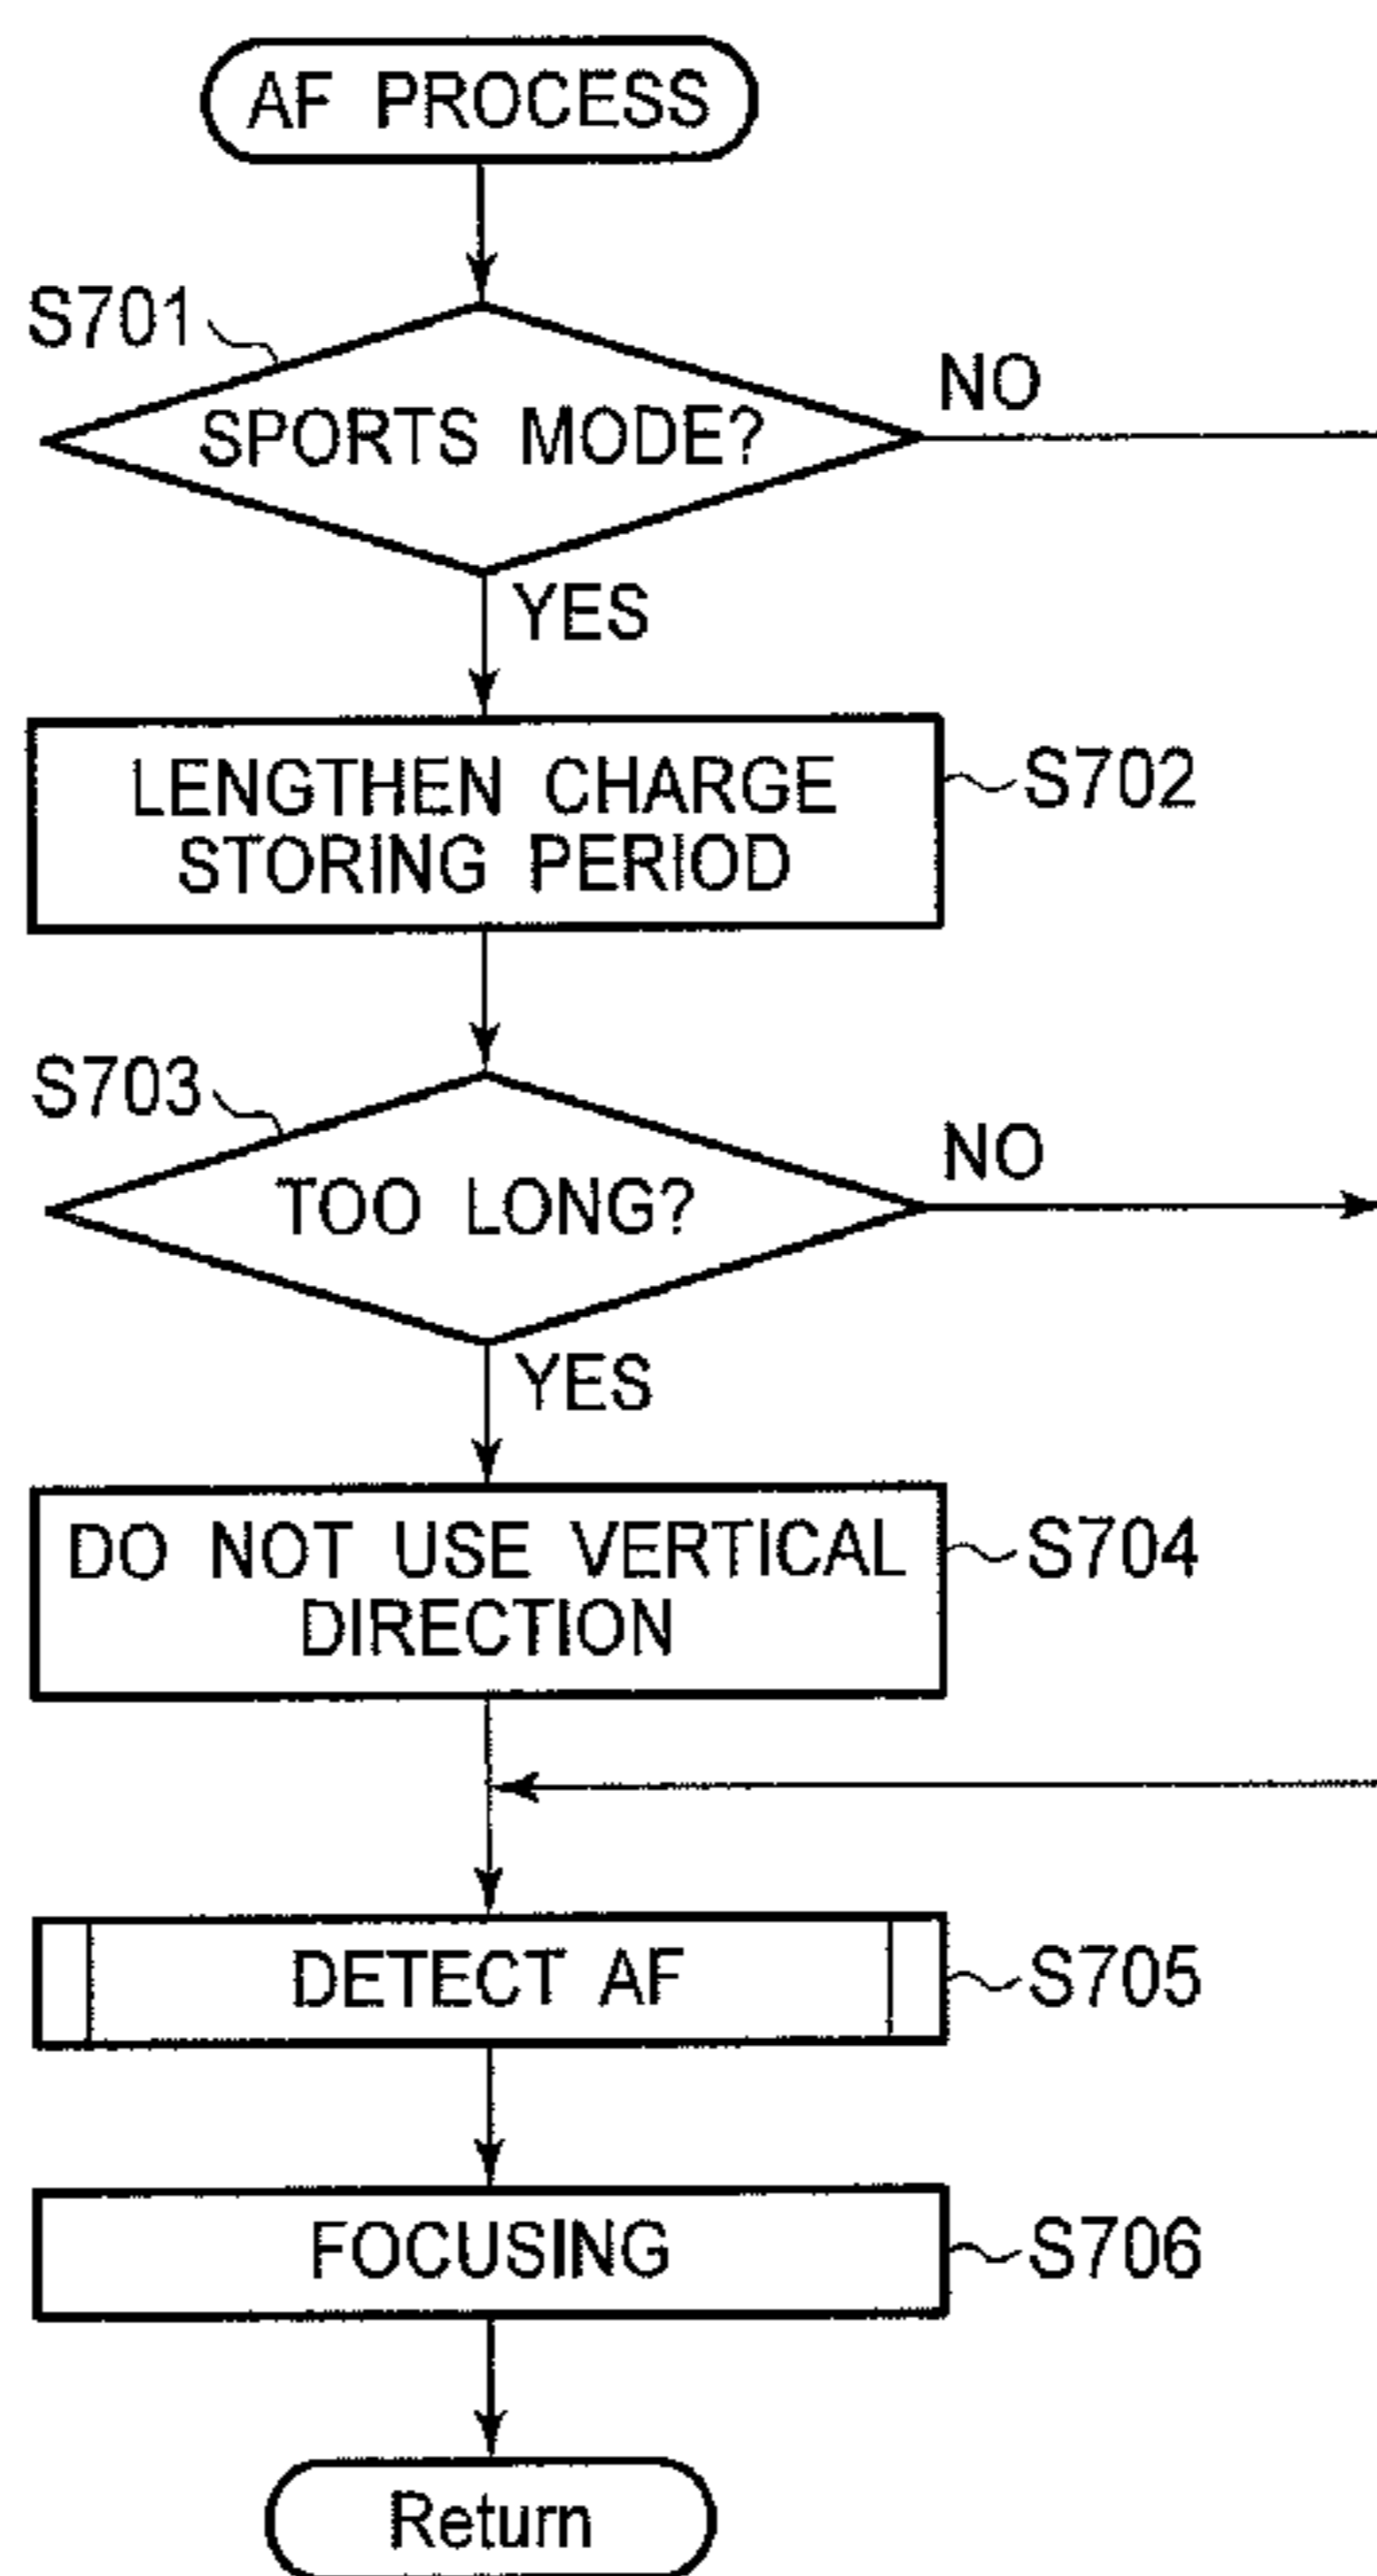 AF PROCESS
S701
SPORTS MODE?
NO
YES
LENGTHEN CHARGE
STORING PERIOD
S702
S703
TOO LONG?
NO
YES
DO NOT USE VERTICAL
DIRECTION
S704
DETECT AF
S705
FOCUSING
S706
Return